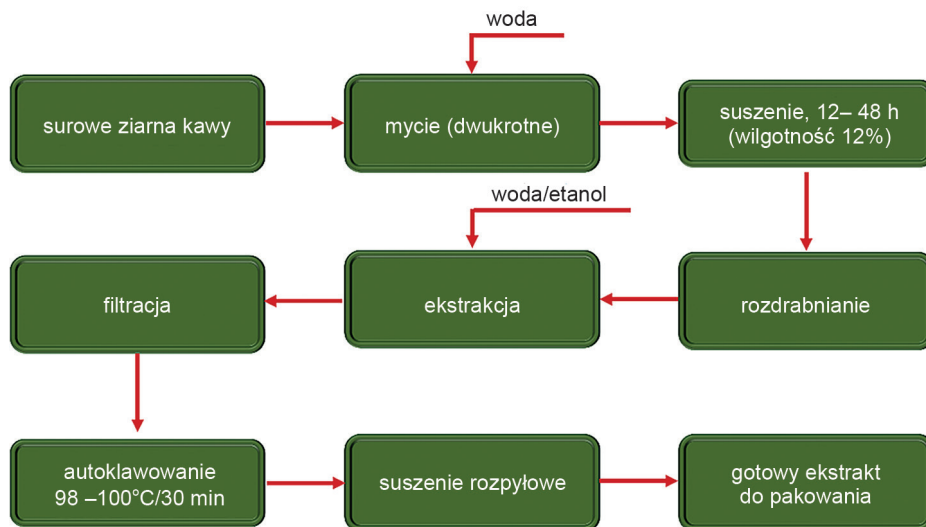 woda
surowe ziarna kawy
mycie (dwukrotne)
suszenie, 12– 48 h
(wilgotność 12%)
woda/etanol
filtracja
ekstrakcja
rozdrabnianie
autoklawowanie
98 –100°C/30 min
suszenie rozpyłowe
gotowy ekstrakt
do pakowania